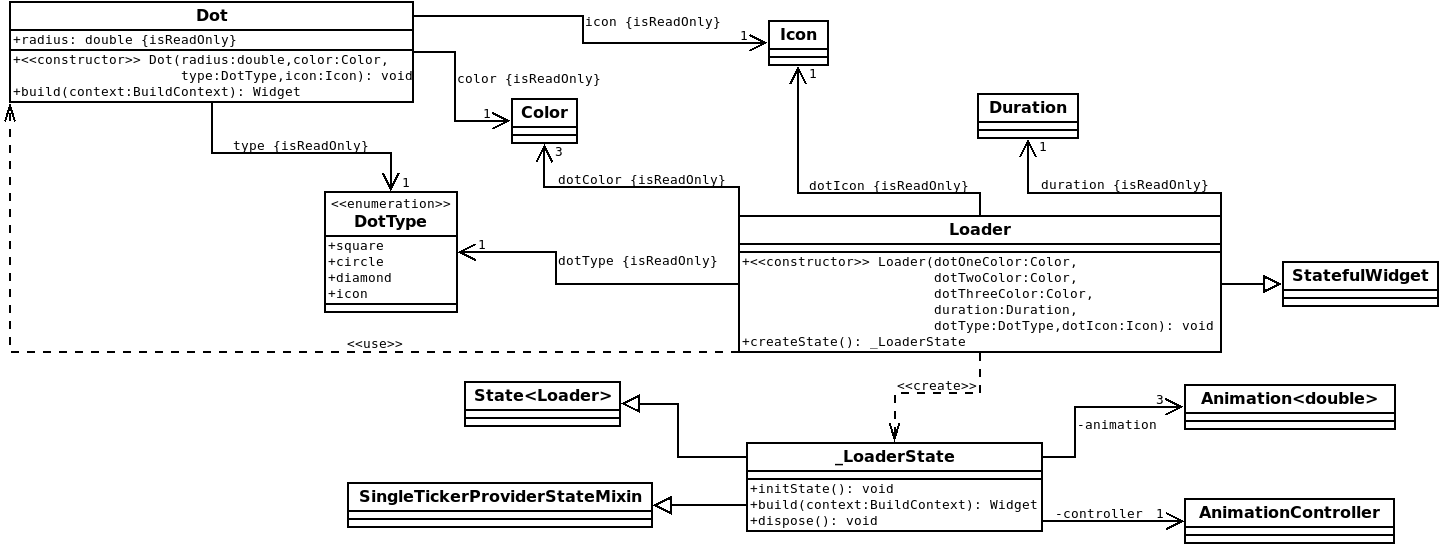 Dot
+radius: double {isReadOnly}
+<<constructor>> Dot(radius:double,color:Color,
type:DotType,icon:Icon): void
+build(context:BuildContext): Widget
icon {isReadOnly}
1
Icon
1
color {isReadOnly}
1
Color
3
Duration
1
type {isReadOnly}
1
dotColor {isReadOnly}
dotIcon {isReadOnly}
duration {isReadOnly}
<<enumeration>>
DotType
+square
+circle
+diamond
+icon
1
dotType {isReadOnly}
Loader
+<<constructor>> Loader(dotOneColor:Color,
dotTwoColor:Color,
dotThreeColor:Color,
duration:Duration,
dotType:DotType,dotIcon:Icon): void
+createState(): _LoaderState
StatefulWidget
<<use>>
<<create>>
State<Loader>
3
Animation<double>
-animation
_LoaderState
+initState(): void
+build(context:BuildContext): Widget
+dispose(): void
SingleTickerProviderStateMixin
-controller
1
AnimationController